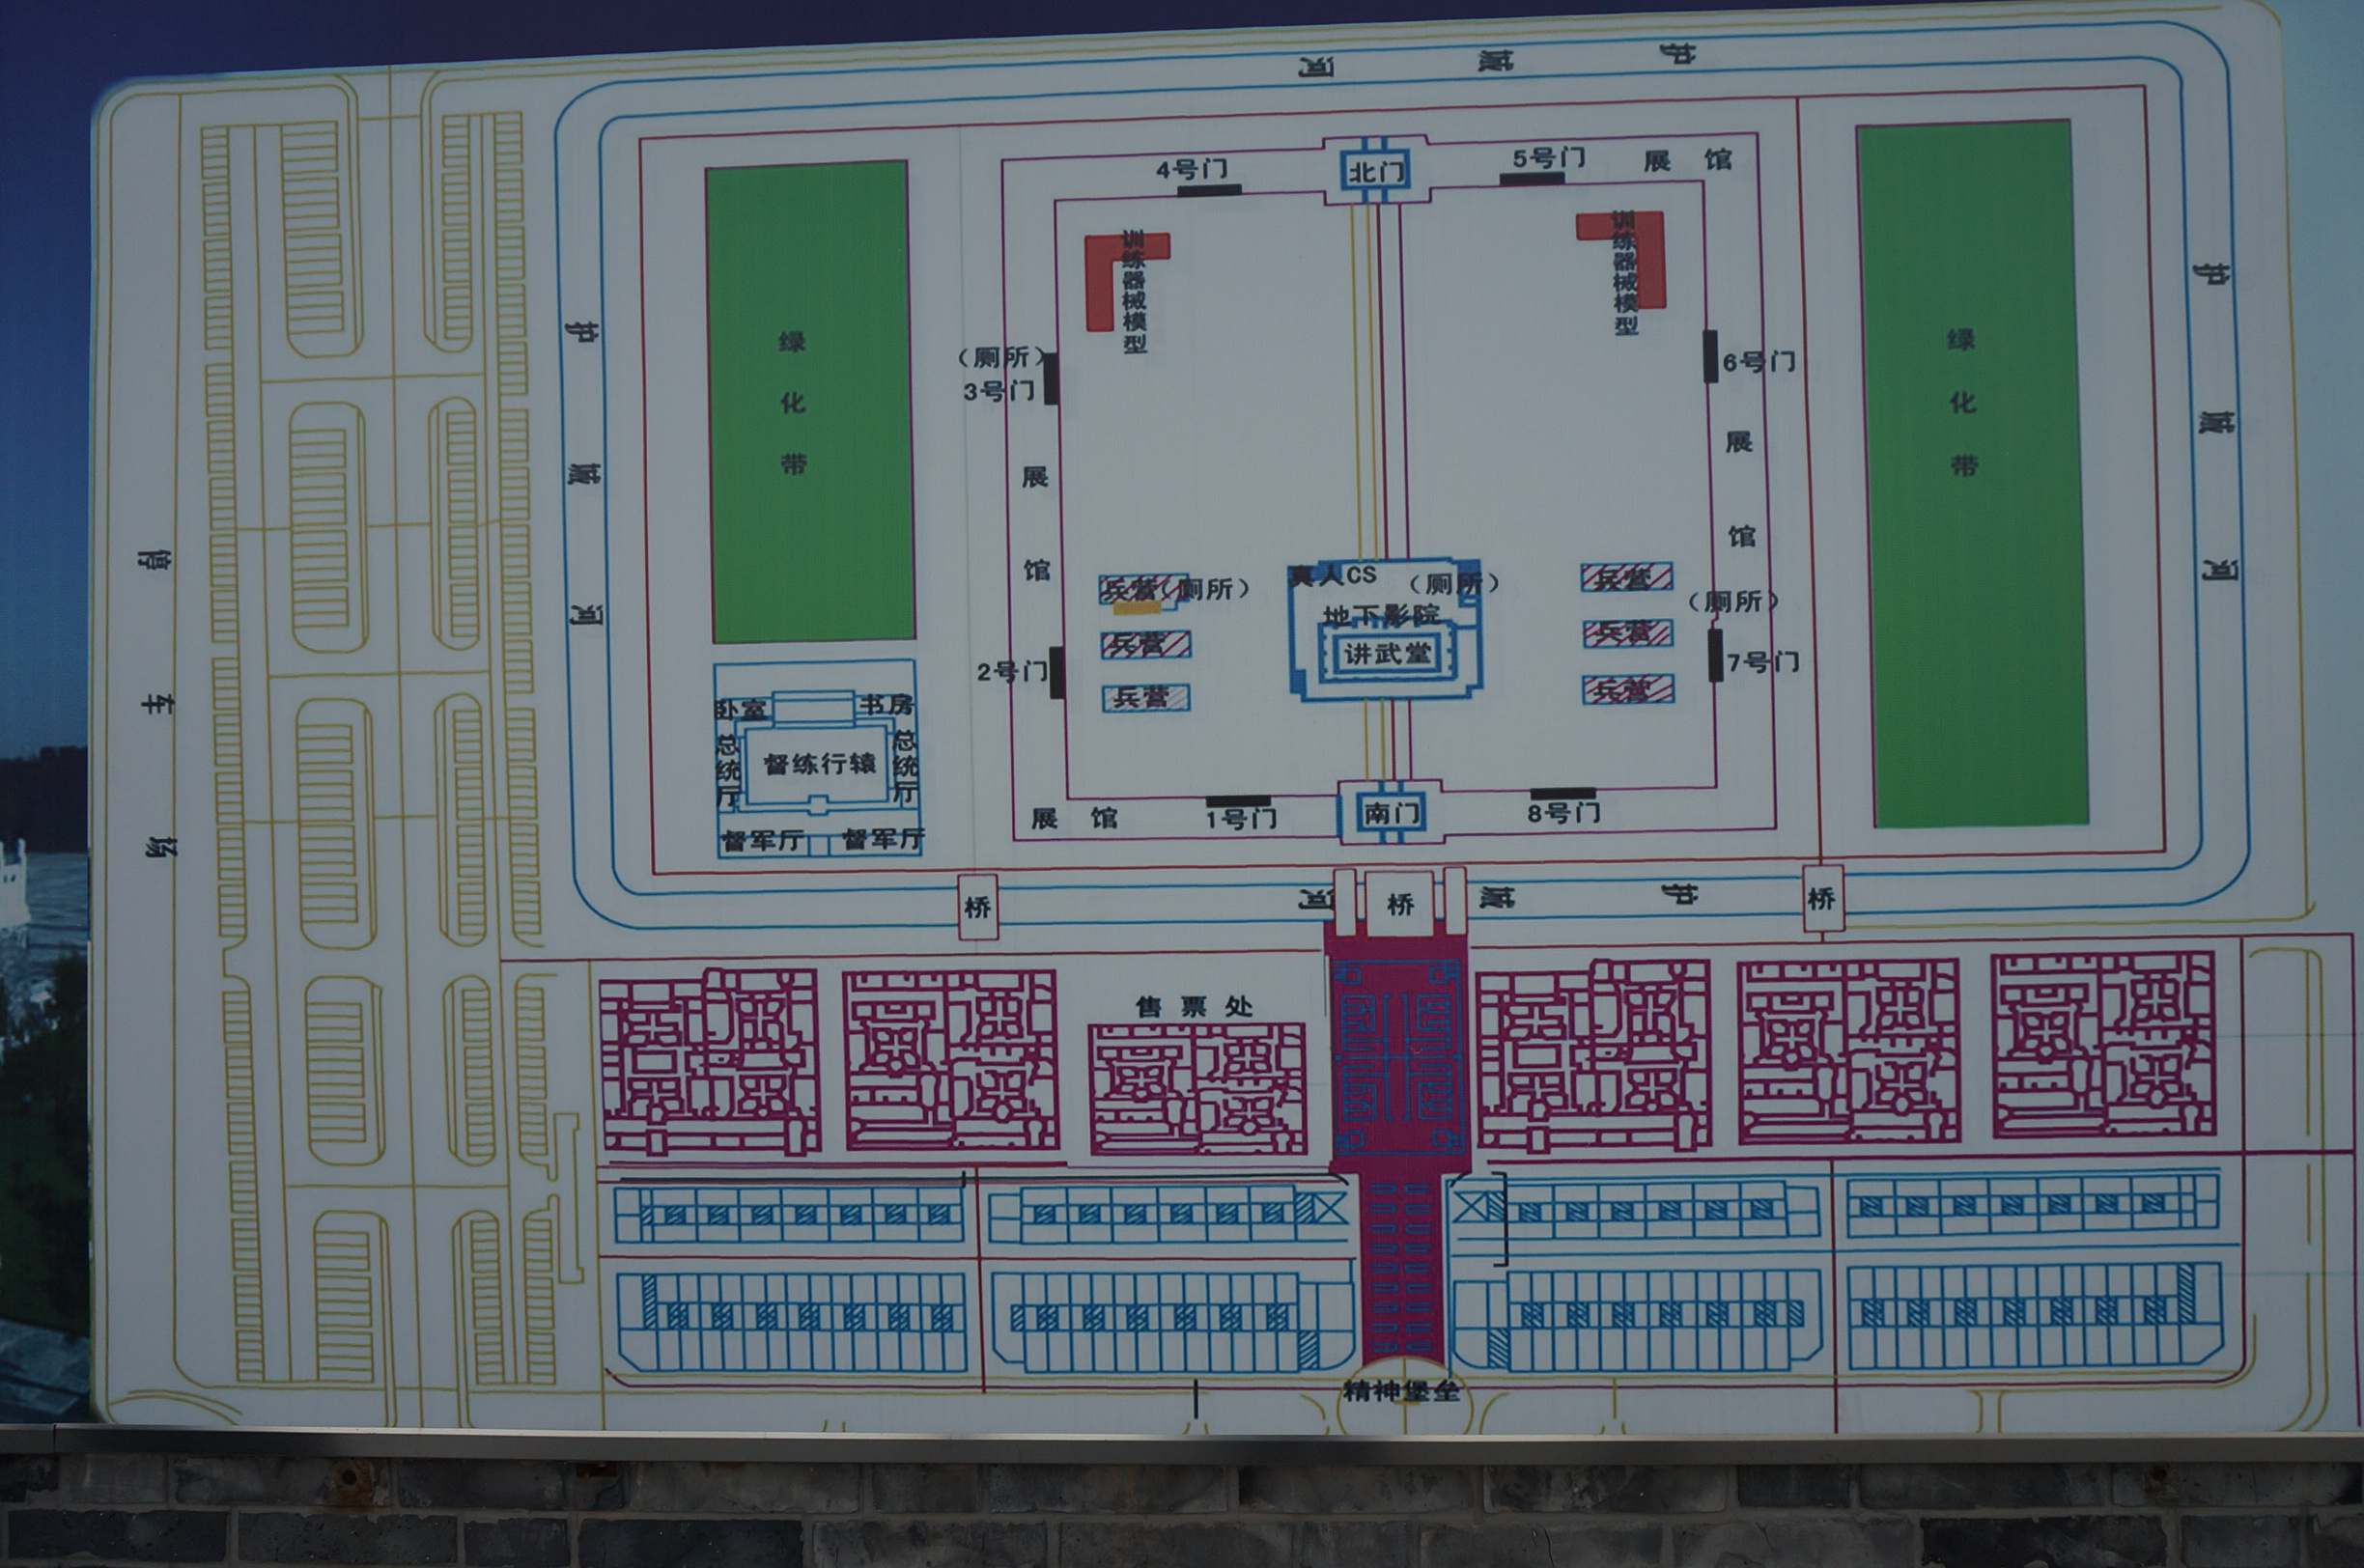 河 城 护
4号门
北门
5号门
展 馆
训练器械模型
训练器械模型
护城河
护城河
绿化带
绿化带
（厕所）
3号门
6号门
展馆
展馆
停车场
兵营（厕所）
兵营
兵营
真人CS （厕所）
地下影院
讲武堂
兵营
（厕所）
兵营
兵营
2号门
7号门
卧室 书房
总统厅
督练行辕
总统厅
督军厅 督军厅
展 馆
1号门
南门
8号门
桥
河
桥
城 护
桥
售 票 处
精神堡垒